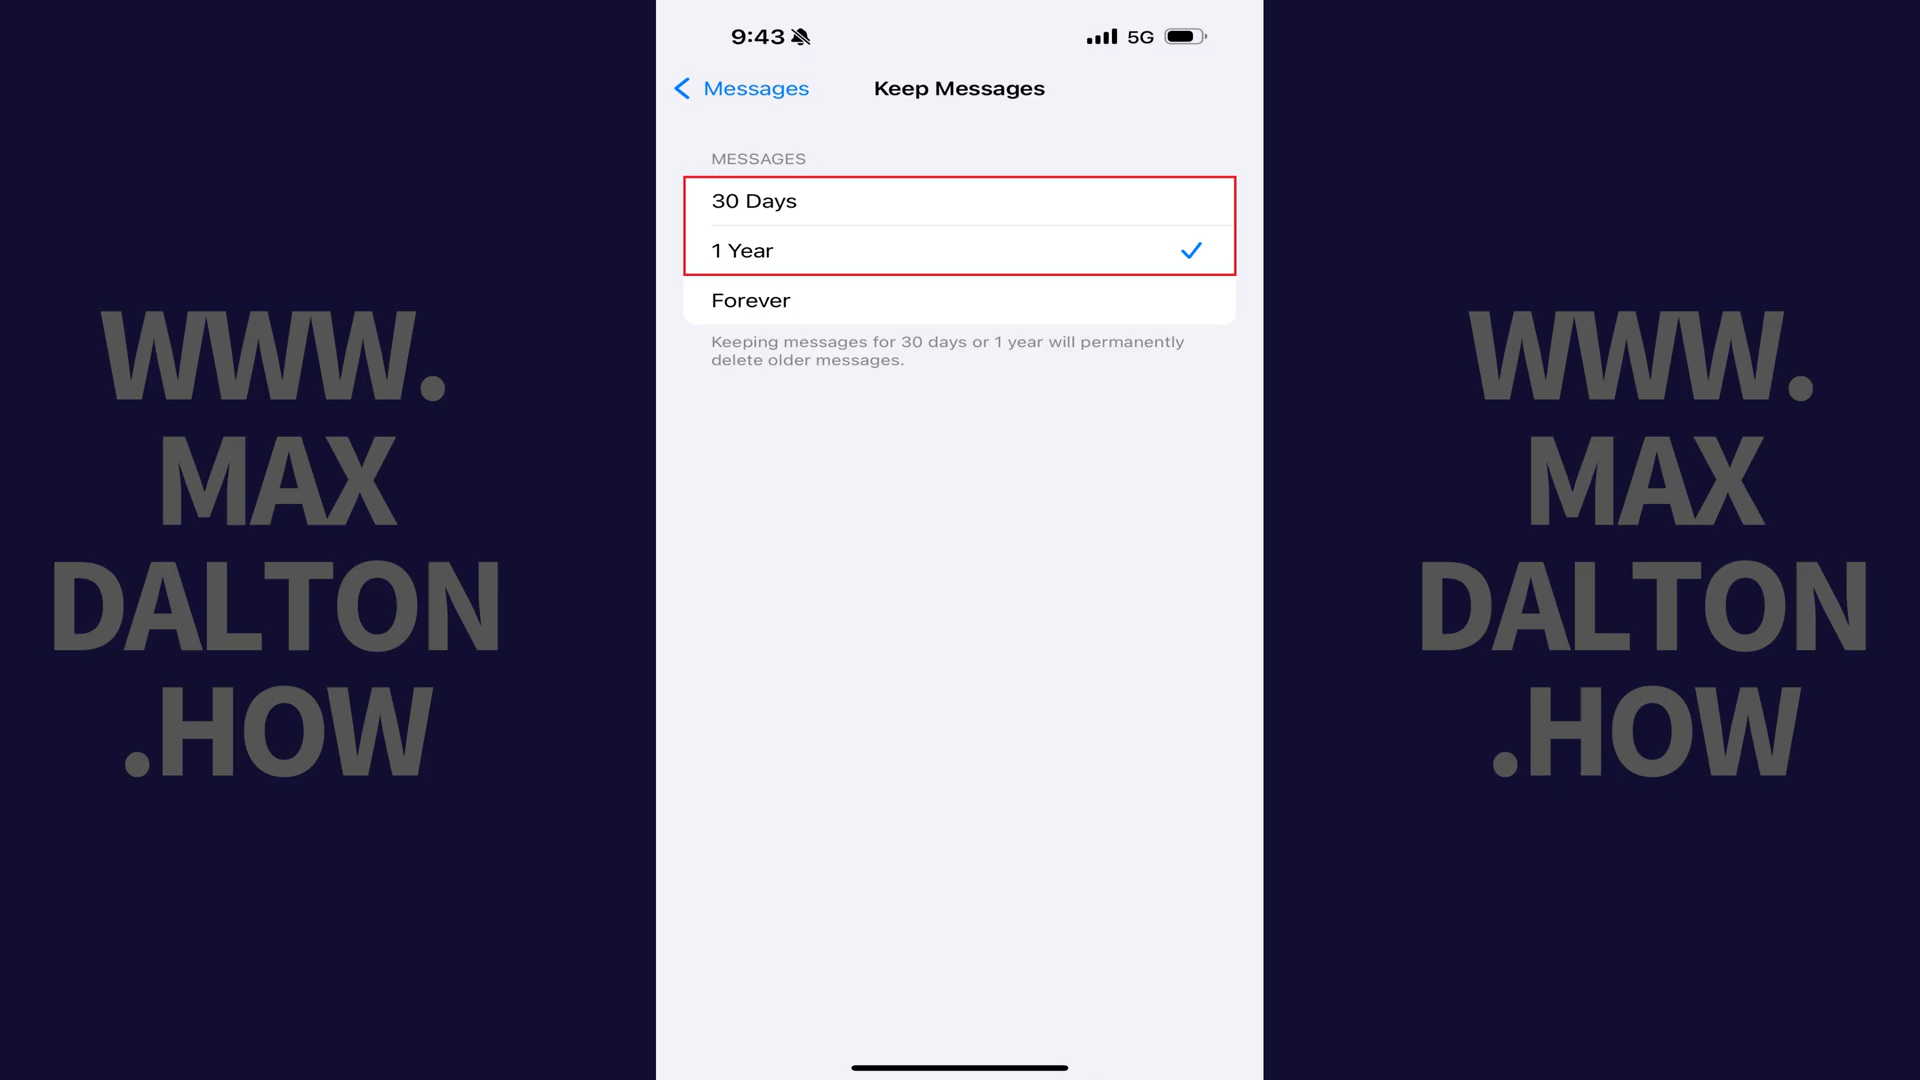 9:43
5G
Messages
Keep Messages
MESSAGES
30 Days
1 Year
Forever
Keeping messages for 30 days or 1 year will permanently
delete older messages.
WWW.
MAX
DALTON
.HOW
WWW.
MAX
DALTON
.HOW